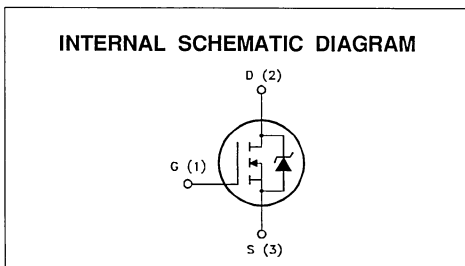 INTERNAL SCHEMATIC DIAGRAM
D (2)
G (1)
S (3)